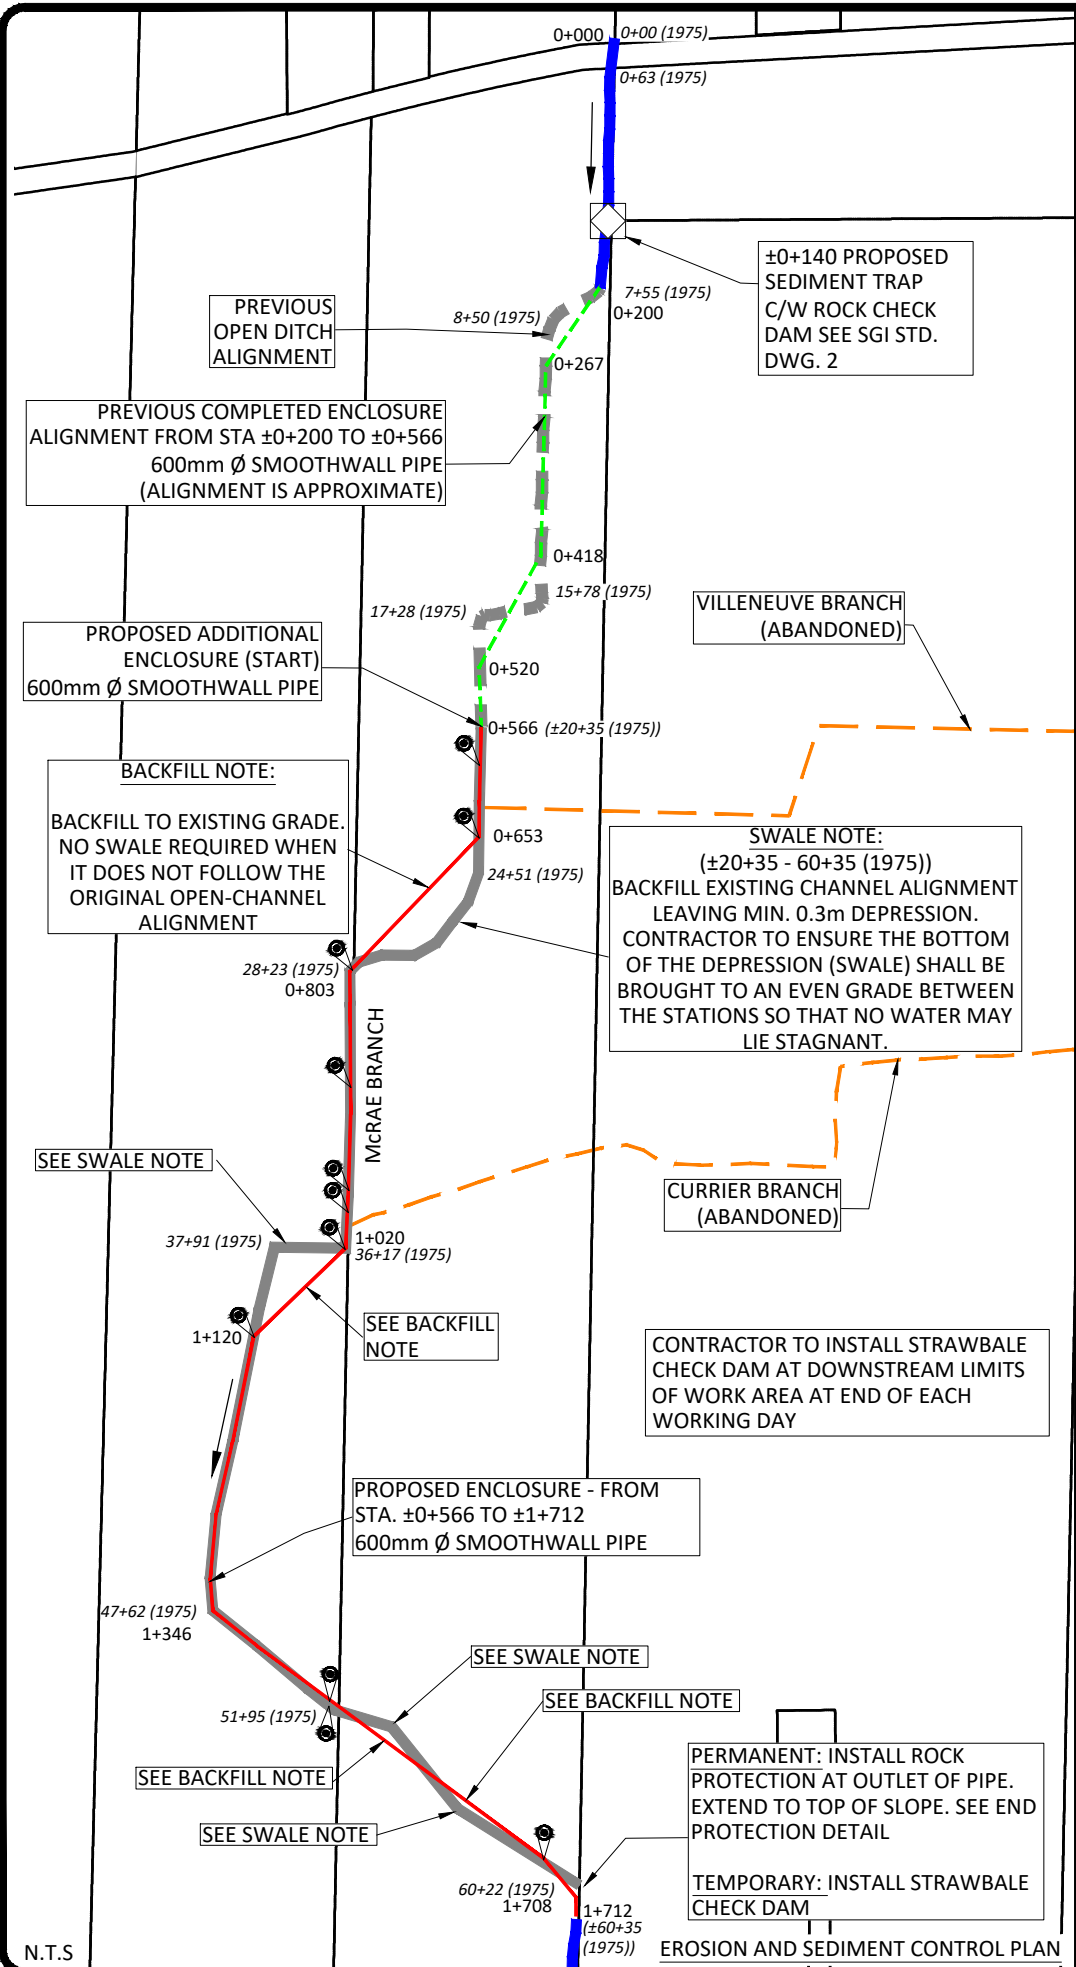 0+000
0+00 (1975)
0+63 (1975)
±0+140 PROPOSED
SEDIMENT TRAP
C/W ROCK CHECK
DAM SEE SGI STD.
DWG. 2
7+55 (1975)
0+200
PREVIOUS
OPEN DITCH
ALIGNMENT
8+50 (1975)
0+267
PREVIOUS COMPLETED ENCLOSURE
ALIGNMENT FROM STA ±0+200 TO ±0+566
600mm Ø SMOOTHWALL PIPE
(ALIGNMENT IS APPROXIMATE)
0+418
15+78 (1975)
17+28 (1975)
VILLENEUVE BRANCH
(ABANDONED)
PROPOSED ADDITIONAL
ENCLOSURE (START)
600mm Ø SMOOTHWALL PIPE
0+520
0+566 (±20+35 (1975))
BACKFILL NOTE:
BACKFILL TO EXISTING GRADE.
NO SWALE REQUIRED WHEN
IT DOES NOT FOLLOW THE
ORIGINAL OPEN-CHANNEL
ALIGNMENT
0+653
24+51 (1975)
SWALE NOTE:
(±20+35 - 60+35 (1975))
BACKFILL EXISTING CHANNEL ALIGNMENT
LEAVING MIN. 0.3m DEPRESSION.
CONTRACTOR TO ENSURE THE BOTTOM
OF THE DEPRESSION (SWALE) SHALL BE
BROUGHT TO AN EVEN GRADE BETWEEN
THE STATIONS SO THAT NO WATER MAY
LIE STAGNANT.
28+23 (1975)
0+803
McRAE BRANCH
SEE SWALE NOTE
CURRIER BRANCH
(ABANDONED)
37+91 (1975)
1+020
36+17 (1975)
1+120
SEE BACKFILL
NOTE
CONTRACTOR TO INSTALL STRAWBALE
CHECK DAM AT DOWNSTREAM LIMITS
OF WORK AREA AT END OF EACH
WORKING DAY
PROPOSED ENCLOSURE - FROM
STA. ±0+566 TO ±1+712
600mm Ø SMOOTHWALL PIPE
47+62 (1975)
1+346
SEE SWALE NOTE
SEE BACKFILL NOTE
51+95 (1975)
SEE BACKFILL NOTE
SEE SWALE NOTE
PERMANENT: INSTALL ROCK
PROTECTION AT OUTLET OF PIPE.
EXTEND TO TOP OF SLOPE. SEE END
PROTECTION DETAIL
TEMPORARY: INSTALL STRAWBALE
CHECK DAM
60+22 (1975)
1+708
1+712
(±60+35
(1975))
N.T.S
EROSION AND SEDIMENT CONTROL PLAN